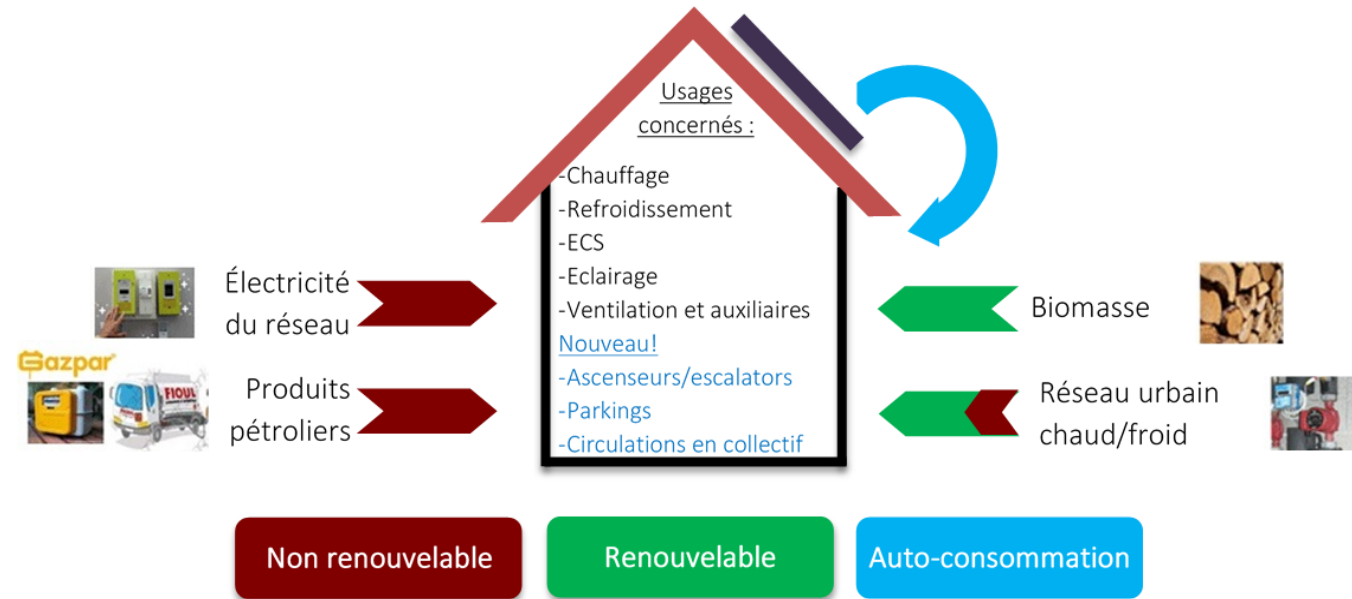 Usages
concernés :
-Chauffage
-Refroidissement
-ECS
-Eclairage
-Ventilation et auxiliaires
Nouveau!
-Ascenseurs/escalators
-Parkings
-Circulations en collectif
Électricité
du réseau
Gazpar
FIOUL
Produits
pétroliers
Biomasse
Réseau urbain
chaud/froid
Non renouvelable
Renouvelable
Auto-consommation